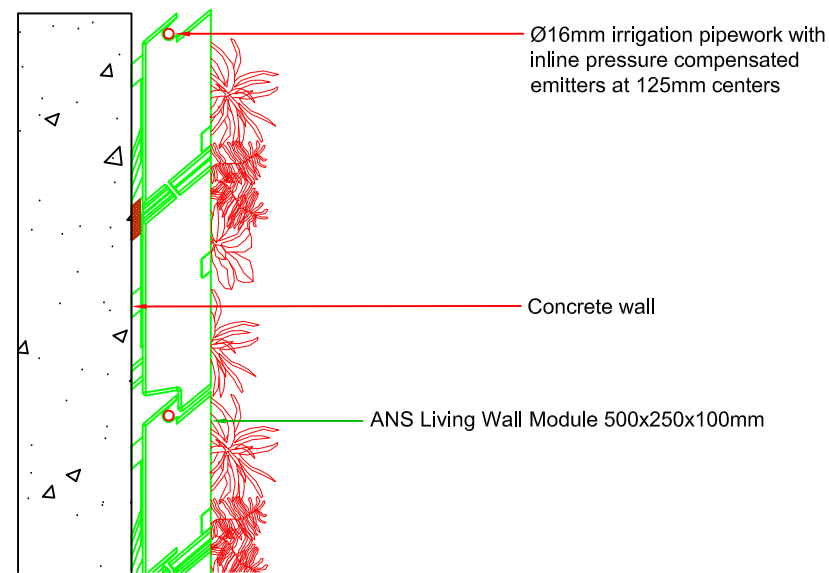 Ø16mm irrigation pipework with
inline pressure compensated
emitters at 125mm centers
Concrete wall
ANS Living Wall Module 500x250x100mm